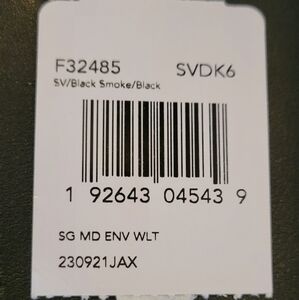 F32485 SVDK6
SV/Black Smoke/Black
1 92643 04543 9
SG MD ENV WLT
230921JAX